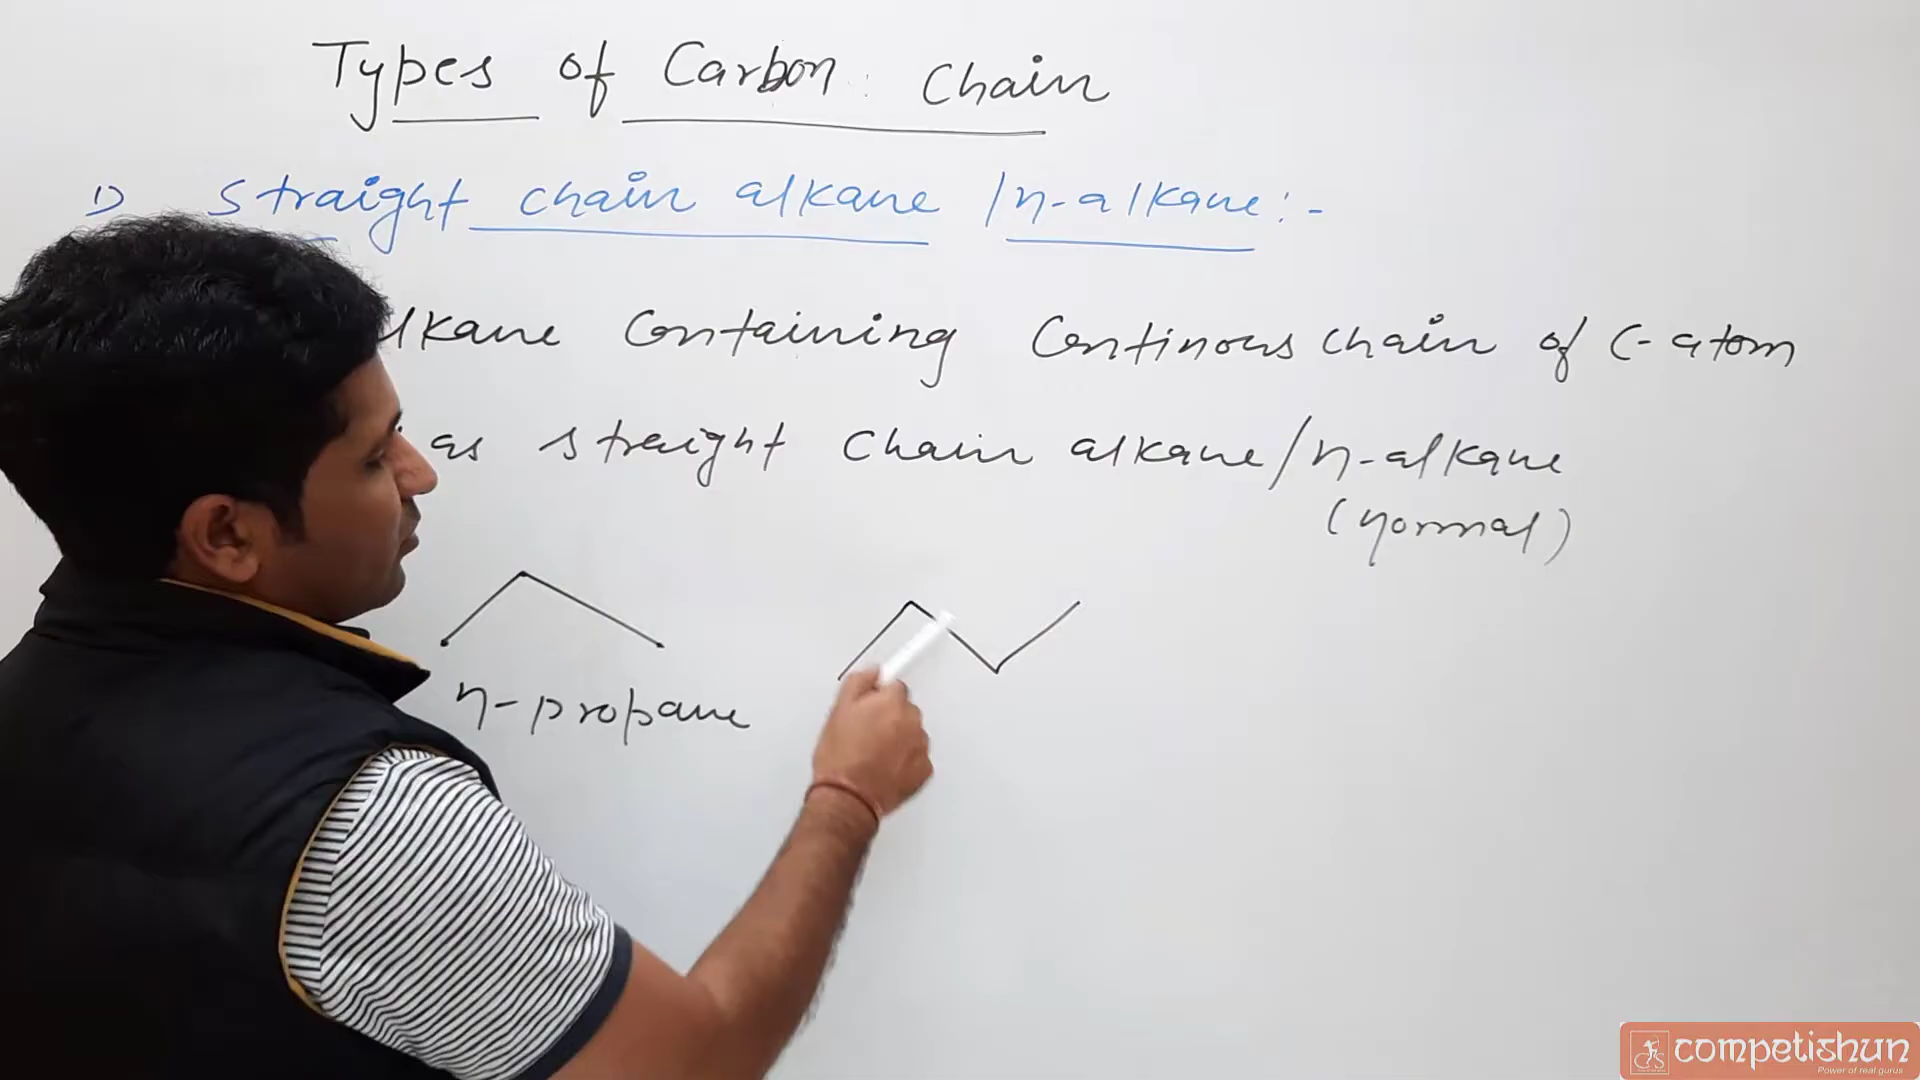 Types of Carbon : Chain
1) Straight chain alkane / n-alkane :-
lkane Containing Continous chain of C-atom
as straight chain alkane / n-alkane
(normal)
n-propane
competishun
Power of real gurus